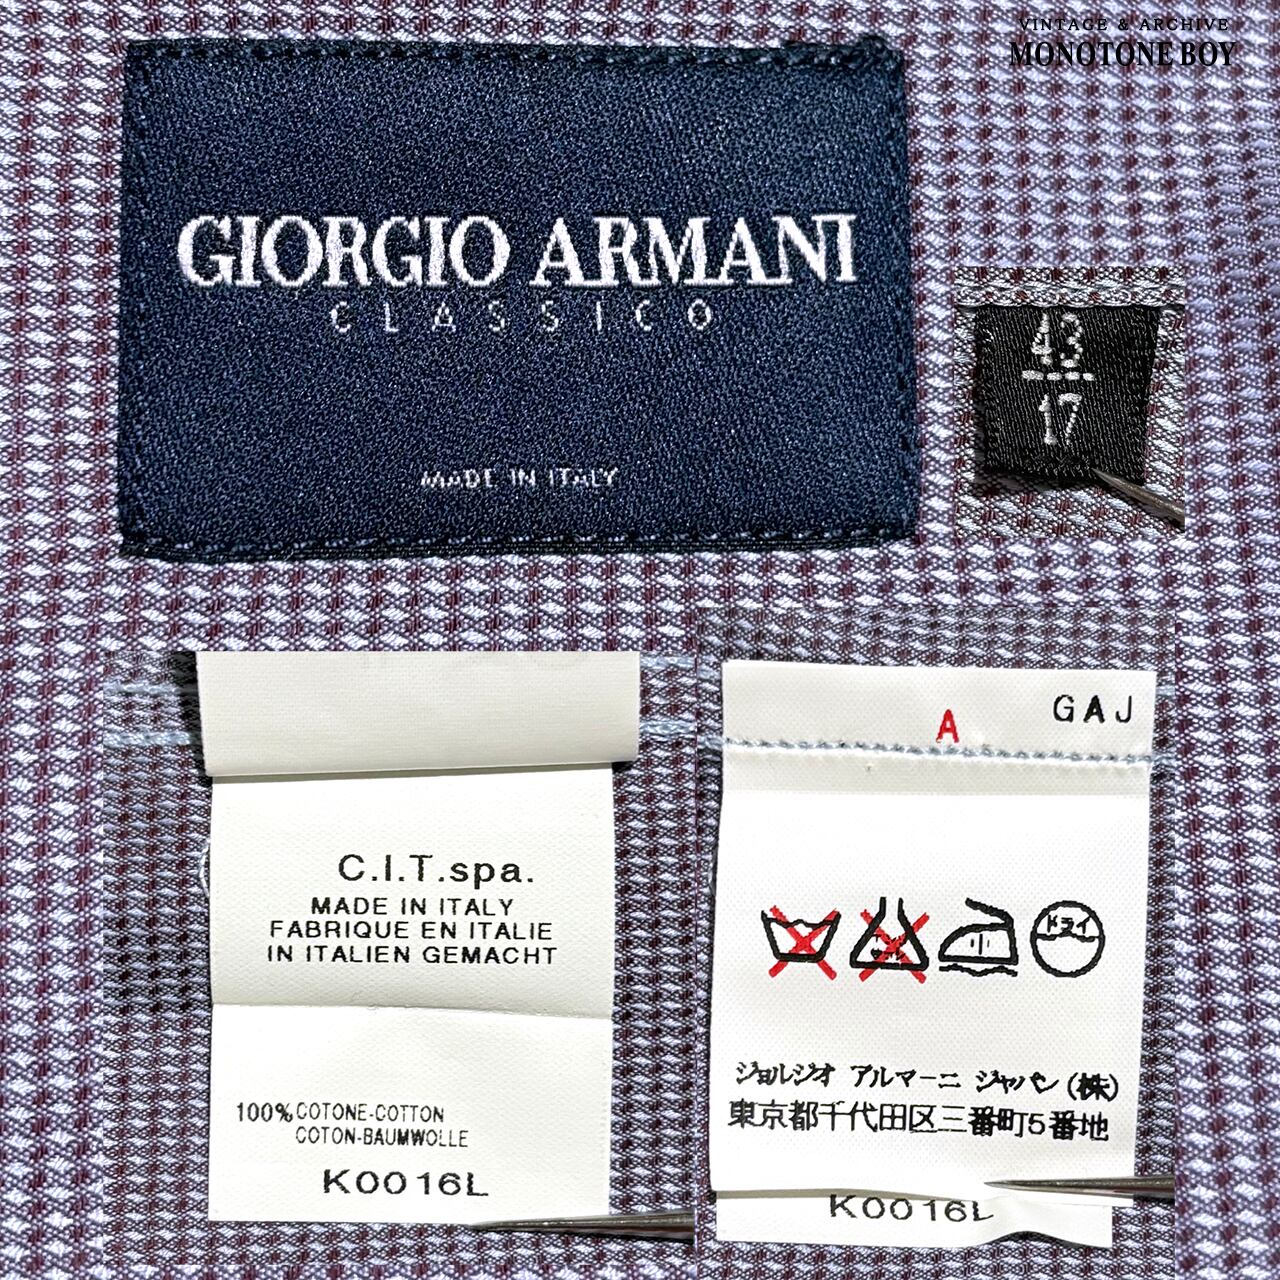 VINTAGE & ARCHIVE
MONOTONE BOY
GIORGIO ARMANI
CLASSICO
MADE IN ITALY
43
17
C.I.T.spa.
MADE IN ITALY
FABRIQUE EN ITALIE
IN ITALIEN GEMACHT
100% COTONE-COTTON
COTON-BAUMWOLLE
K0016L
GAJ
A
ドライ
ジョルジオ アルマーニ ジャパン(株)
東京都千代田区三番町5番地
K0016L